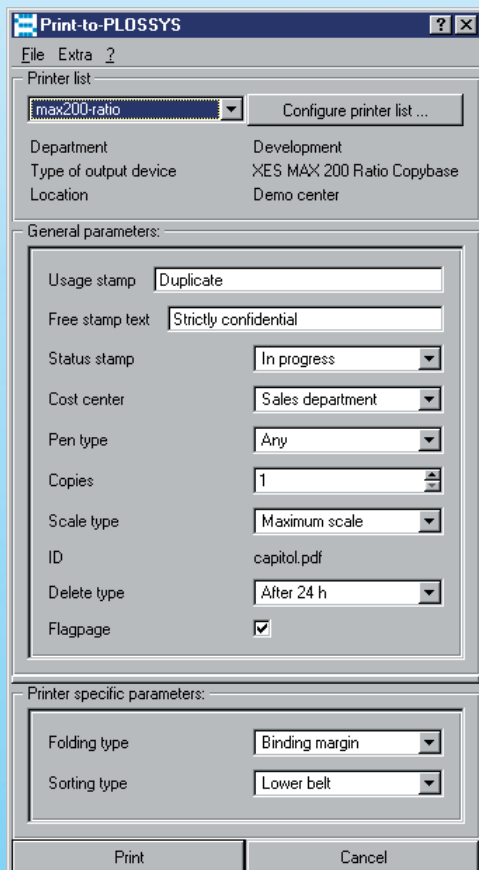 Print-to-PLOSSYS
File Extra ?
Printer list
max200-ratio Configure printer list ...
Department Development
Type of output device XES MAX 200 Ratio Copybase
Location Demo center
General parameters:
Usage stamp Duplicate
Free stamp text Strictly confidential
Status stamp In progress
Cost center Sales department
Pen type Any
Copies 1
Scale type Maximum scale
ID capitol.pdf
Delete type After 24 h
Flagpage
Printer specific parameters:
Folding type Binding margin
Sorting type Lower belt
Print Cancel